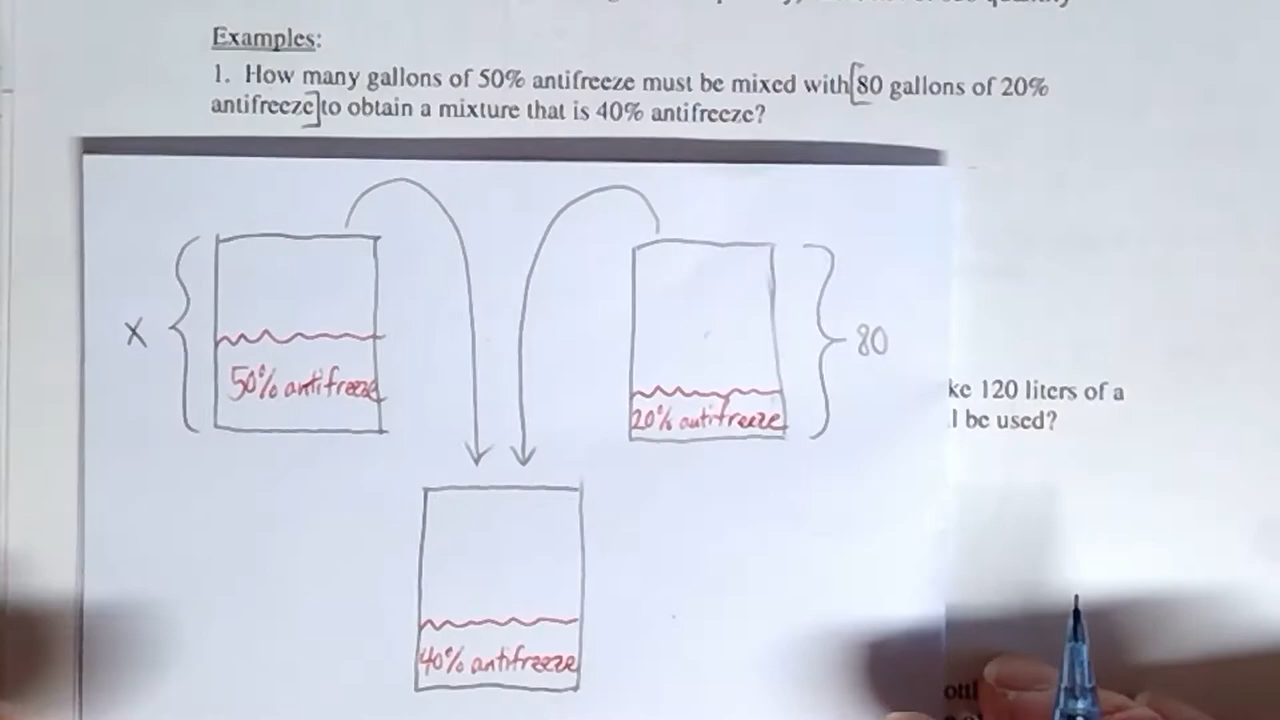 Examples:
1. How many gallons of 50% antifreeze must be mixed with [80 gallons of 20%
antifreeze] to obtain a mixture that is 40% antifreeze?
X
50% antifreeze
20% antifreeze
80
ke 120 liters of a
l be used?
40% antifreeze